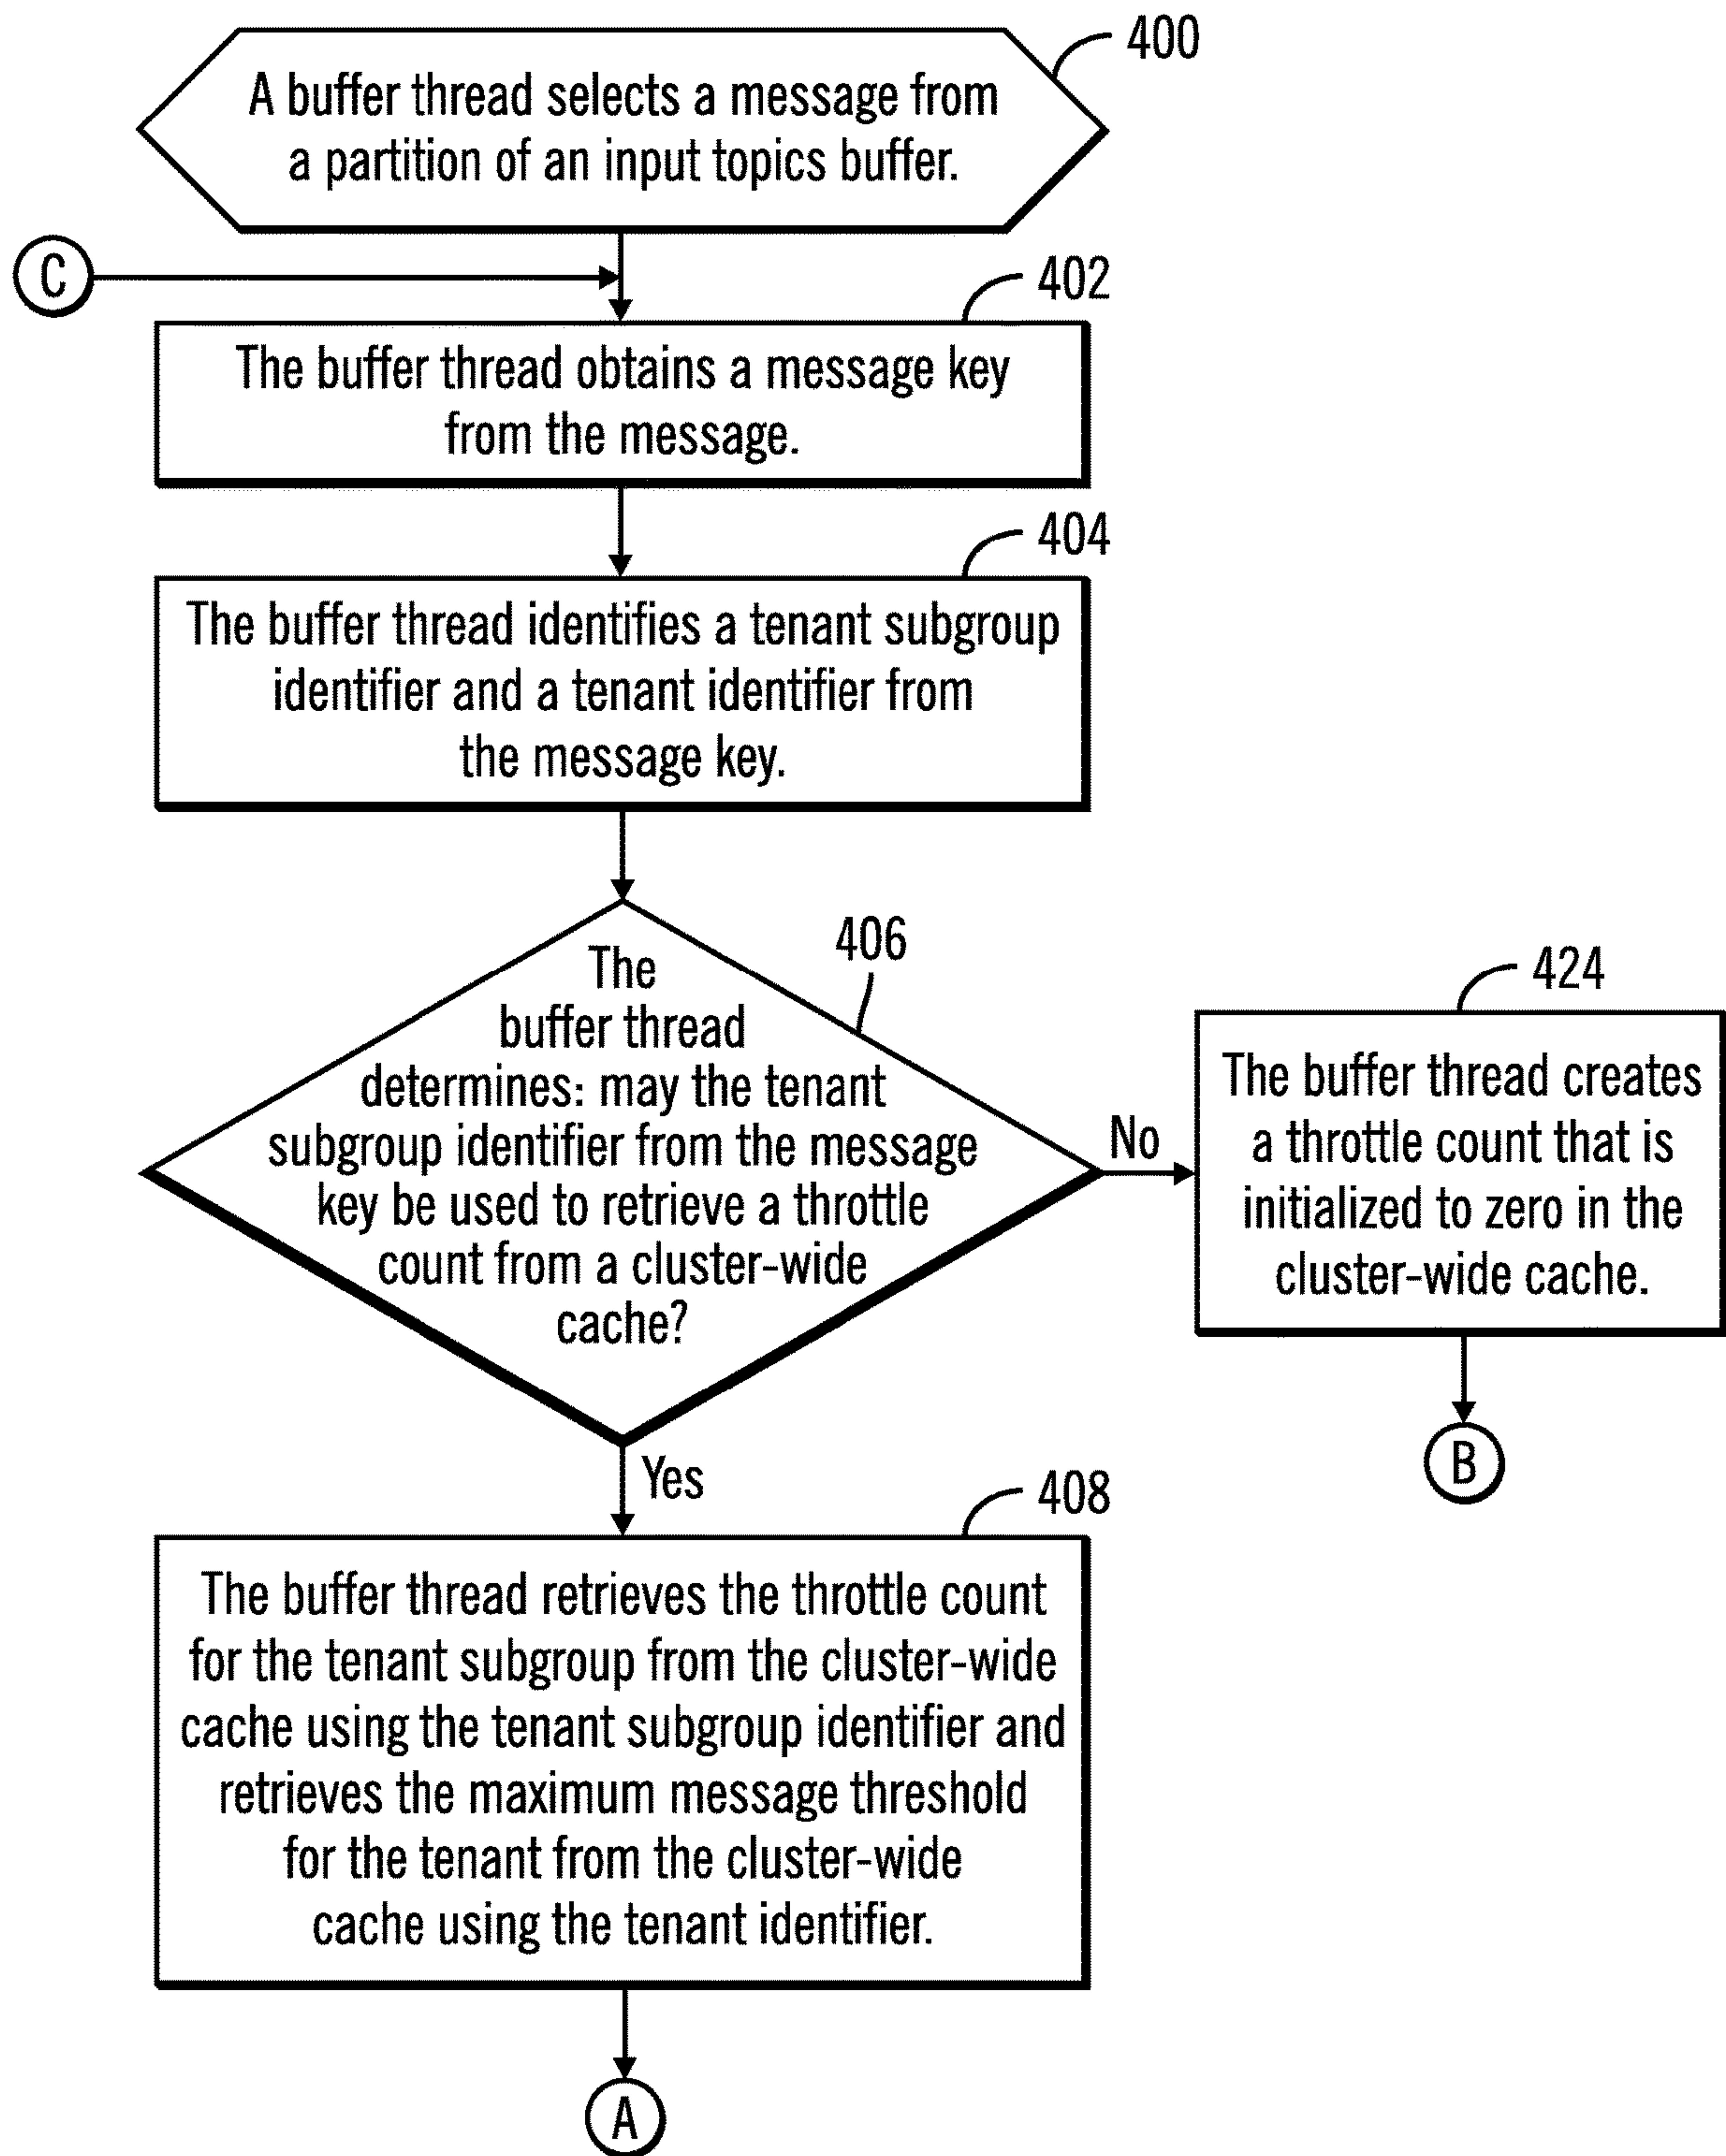 400
A buffer thread selects a message from
a partition of an input topics buffer.
C
402
The buffer thread obtains a message key
from the message.
404
The buffer thread identifies a tenant subgroup
identifier and a tenant identifier from
the message key.
406
The
buffer thread
determines: may the tenant
subgroup identifier from the message
key be used to retrieve a throttle
count from a cluster-wide
cache?
No
424
The buffer thread creates
a throttle count that is
initialized to zero in the
cluster-wide cache.
B
Yes
408
The buffer thread retrieves the throttle count
for the tenant subgroup from the cluster-wide
cache using the tenant subgroup identifier and
retrieves the maximum message threshold
for the tenant from the cluster-wide
cache using the tenant identifier.
A